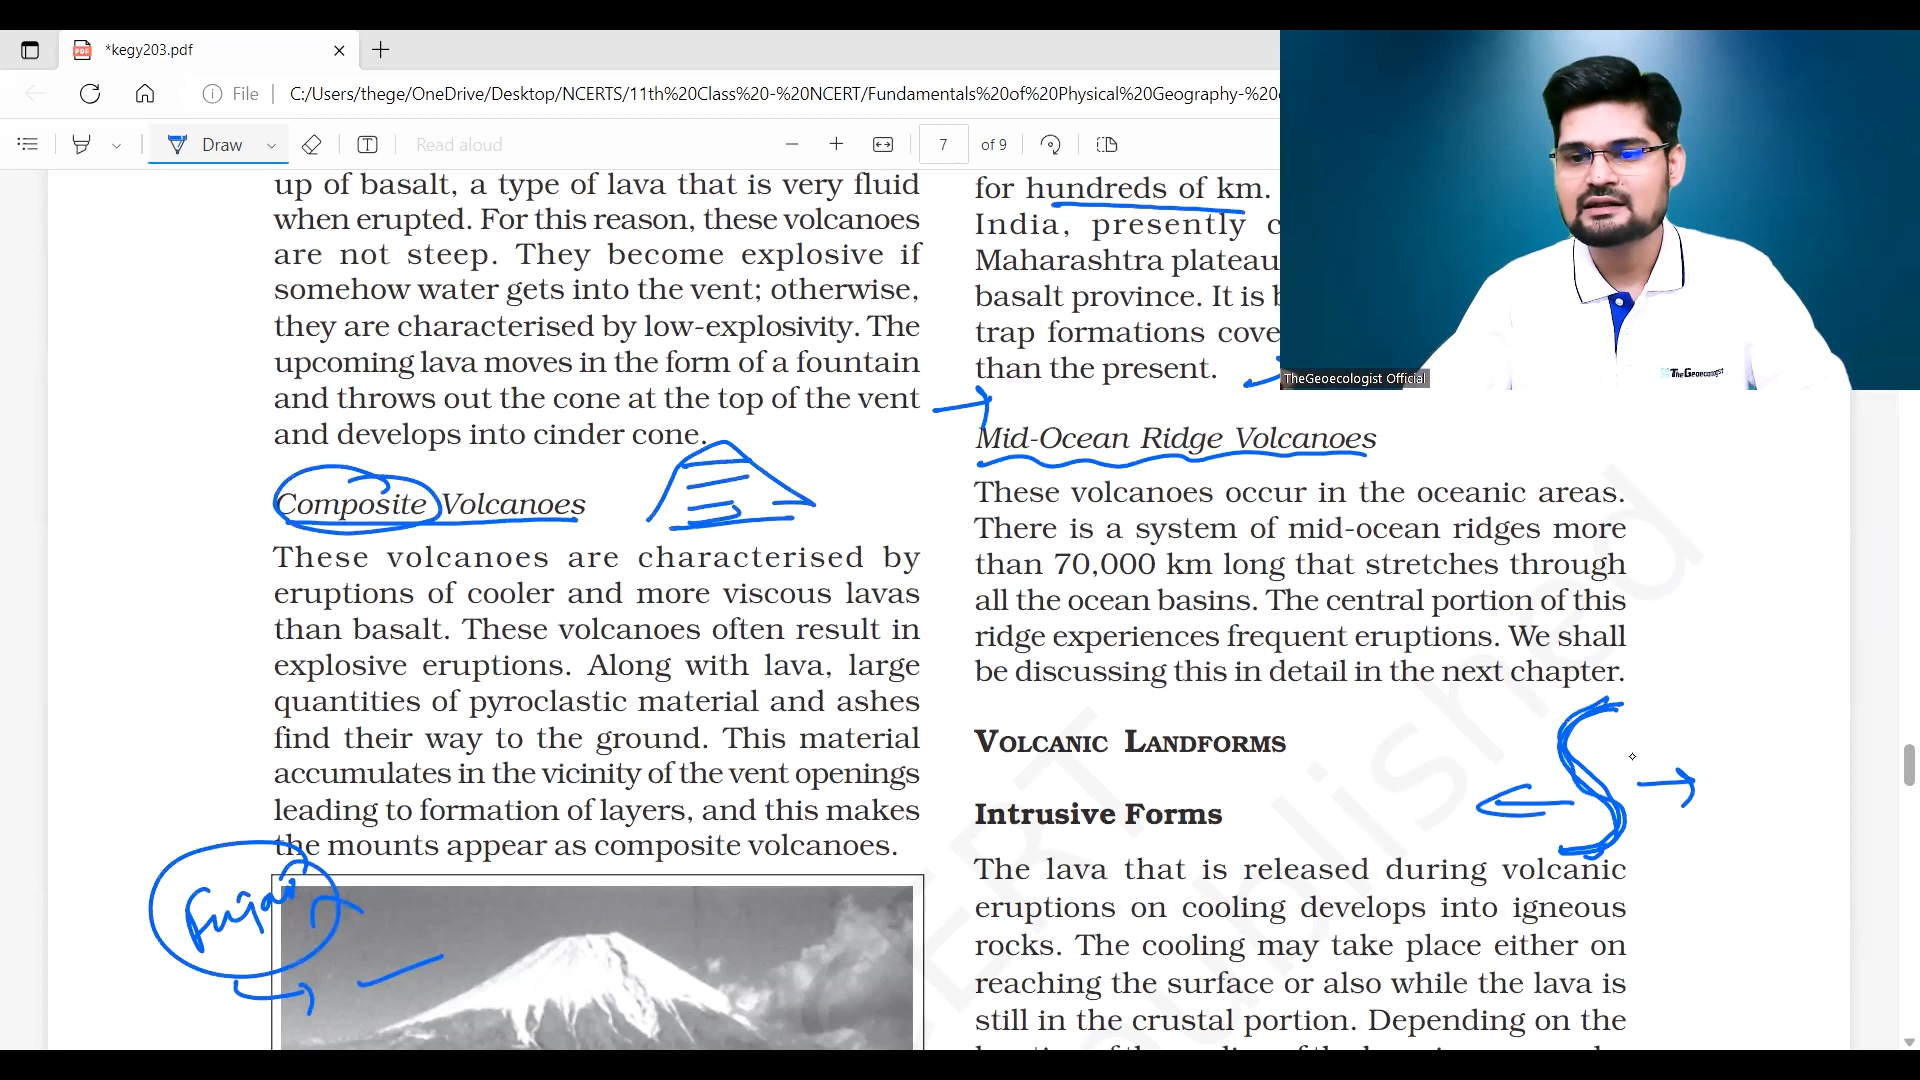 *kegy203.pdf
File
C:/Users/thege/OneDrive/Desktop/NCERTS/11th%20Class%20-%20NCERT/Fundamentals%20of%20Physical%20Geography-%20
Draw
Read aloud
7 of 9
up of basalt, a type of lava that is very fluid
when erupted. For this reason, these volcanoes
are not steep. They become explosive if
somehow water gets into the vent; otherwise,
they are characterised by low-explosivity. The
upcoming lava moves in the form of a fountain
and throws out the cone at the top of the vent
and develops into cinder cone.
Composite Volcanoes
These volcanoes are characterised by
eruptions of cooler and more viscous lavas
than basalt. These volcanoes often result in
explosive eruptions. Along with lava, large
quantities of pyroclastic material and ashes
find their way to the ground. This material
accumulates in the vicinity of the vent openings
leading to formation of layers, and this makes
the mounts appear as composite volcanoes.
for hundreds of km.
India, presently
Maharashtra plateau
basalt province. It is
trap formations
than the present.
Mid-Ocean Ridge Volcanoes
These volcanoes occur in the oceanic areas.
There is a system of mid-ocean ridges more
than 70,000 km long that stretches through
all the ocean basins. The central portion of this
ridge experiences frequent eruptions. We shall
be discussing this in detail in the next chapter.
VOLCANIC LANDFORMS
Intrusive Forms
The lava that is released during volcanic
eruptions on cooling develops into igneous
rocks. The cooling may take place either on
reaching the surface or also while the lava is
still in the crustal portion. Depending on the
TheGeoecologist Official
TheGeoecologist